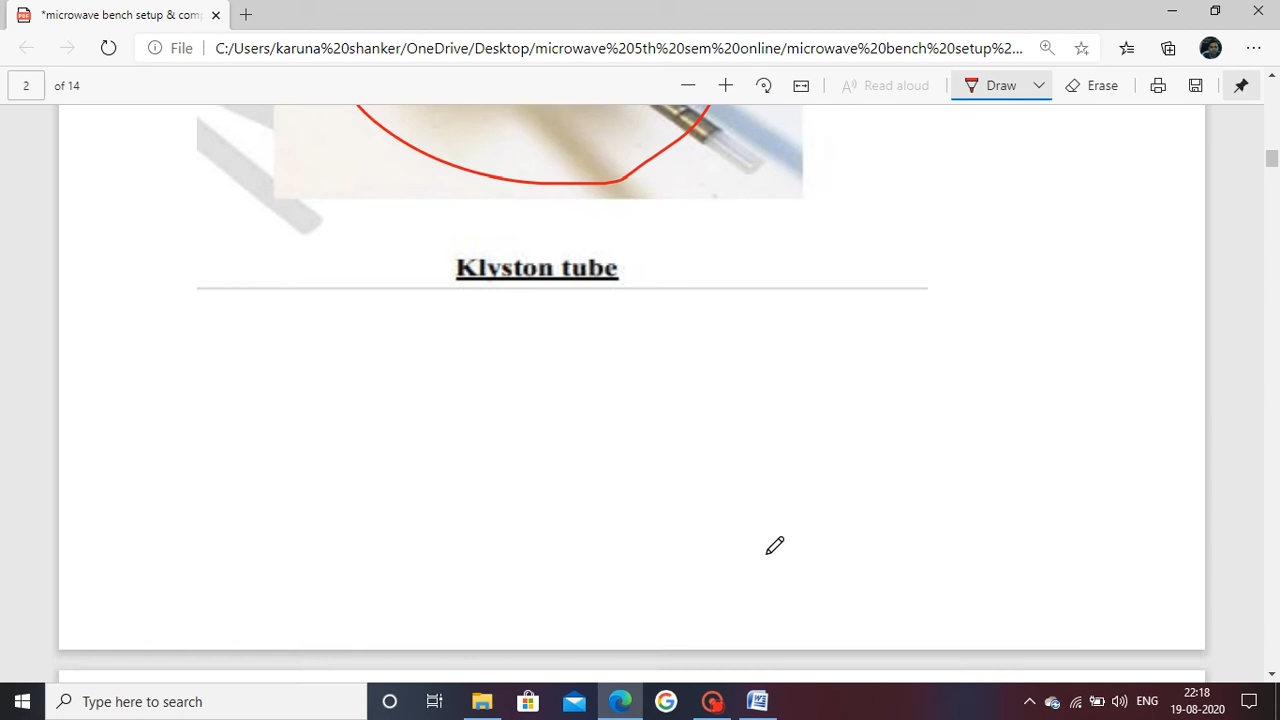 *microwave bench setup & com
File
C:/Users/karuna%20shanker/OneDrive/Desktop/microwave%205th%20sem%20online/microwave%20bench%20setup%2...
2 of 14
Read aloud
Draw
Erase
Klyston tube
Type here to search
ENG
22:18
19-08-2020